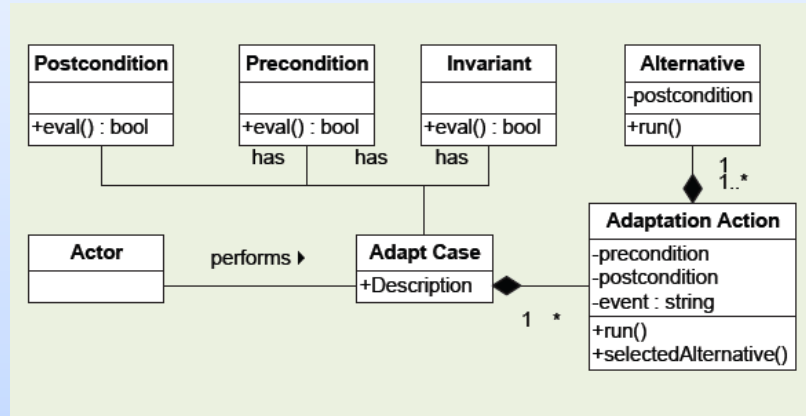 Postcondition
+eval() : bool
Precondition
+eval() : bool
Invariant
+eval() : bool
Alternative
-postcondition
+run()
has
has
has
1
1..*
Actor
performs
Adapt Case
+Description
1 *
Adaptation Action
-precondition
-postcondition
-event : string
+run()
+selectedAlternative()